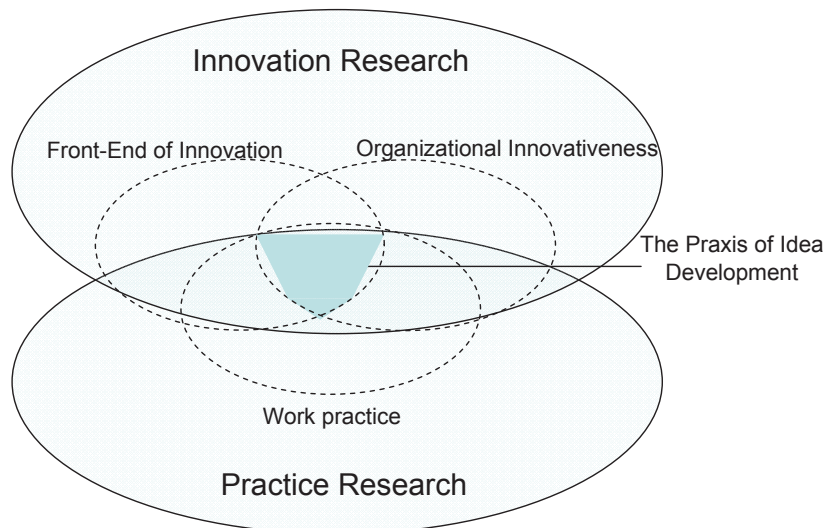 Innovation Research
Front-End of Innovation
Organizational Innovativeness
The Praxis of Idea
Development
Work practice
Practice Research